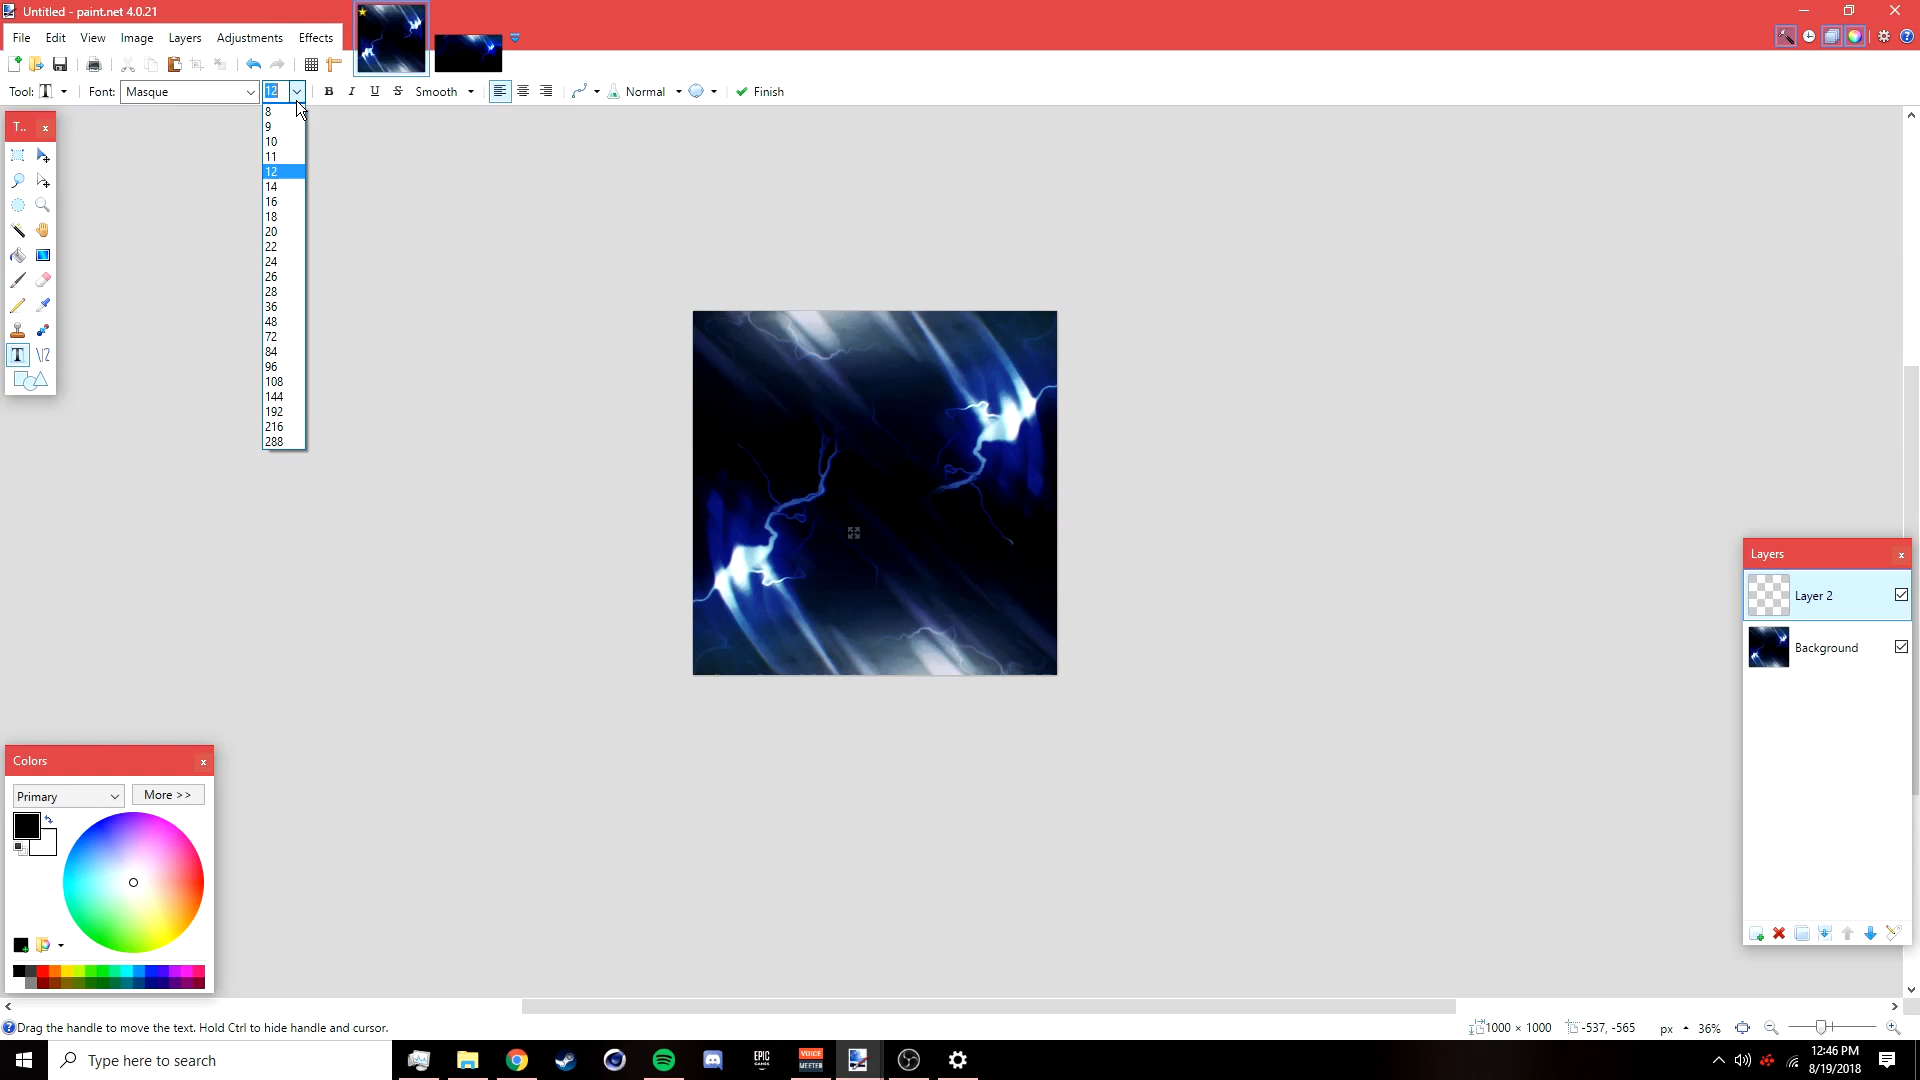 Untitled - paint.net 4.0.21
File Edit View Image Layers Adjustments Effects
Tool: Font: Masque 12 B I U S Smooth Normal Finish
8
9
10
11
12
14
16
18
20
22
24
26
28
36
48
72
84
96
108
144
192
216
288
T..
Layers
Layer 2
Background
Colors
Primary More >>
Drag the handle to move the text. Hold Ctrl to hide handle and cursor.
1000 × 1000 -537, -565 px 36%
Type here to search
EPIC GAMES
VOICE MEETER
12:46 PM
8/19/2018